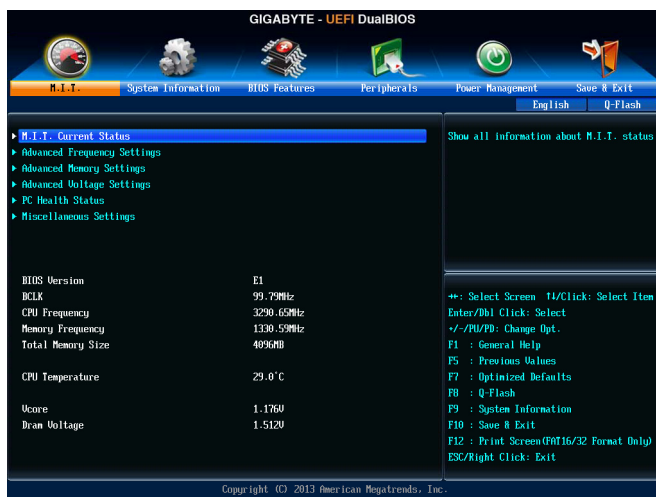 GIGABYTE - UEFI DualBIOS
M.I.T.
System Information
BIOS Features
Peripherals
Power Management
Save & Exit
English
Q-Flash
M.I.T. Current Status
Advanced Frequency Settings
Advanced Memory Settings
Advanced Voltage Settings
PC Health Status
Miscellaneous Settings
Show all information about M.I.T. status
BIOS Version E1
BCLK 99.79MHz
CPU Frequency 3290.65MHz
Memory Frequency 1330.59MHz
Total Memory Size 4096MB
CPU Temperature 29.0°C
Vcore 1.176V
Dram Voltage 1.512V
→←: Select Screen ↑↓/Click: Select Item
Enter/Dbl Click: Select
+/-/PU/PD: Change Opt.
F1 : General Help
F5 : Previous Values
F7 : Optimized Defaults
F8 : Q-Flash
F9 : System Information
F10 : Save & Exit
F12 : Print Screen(FAT16/32 Format Only)
ESC/Right Click: Exit
Copyright (C) 2013 American Megatrends, Inc.